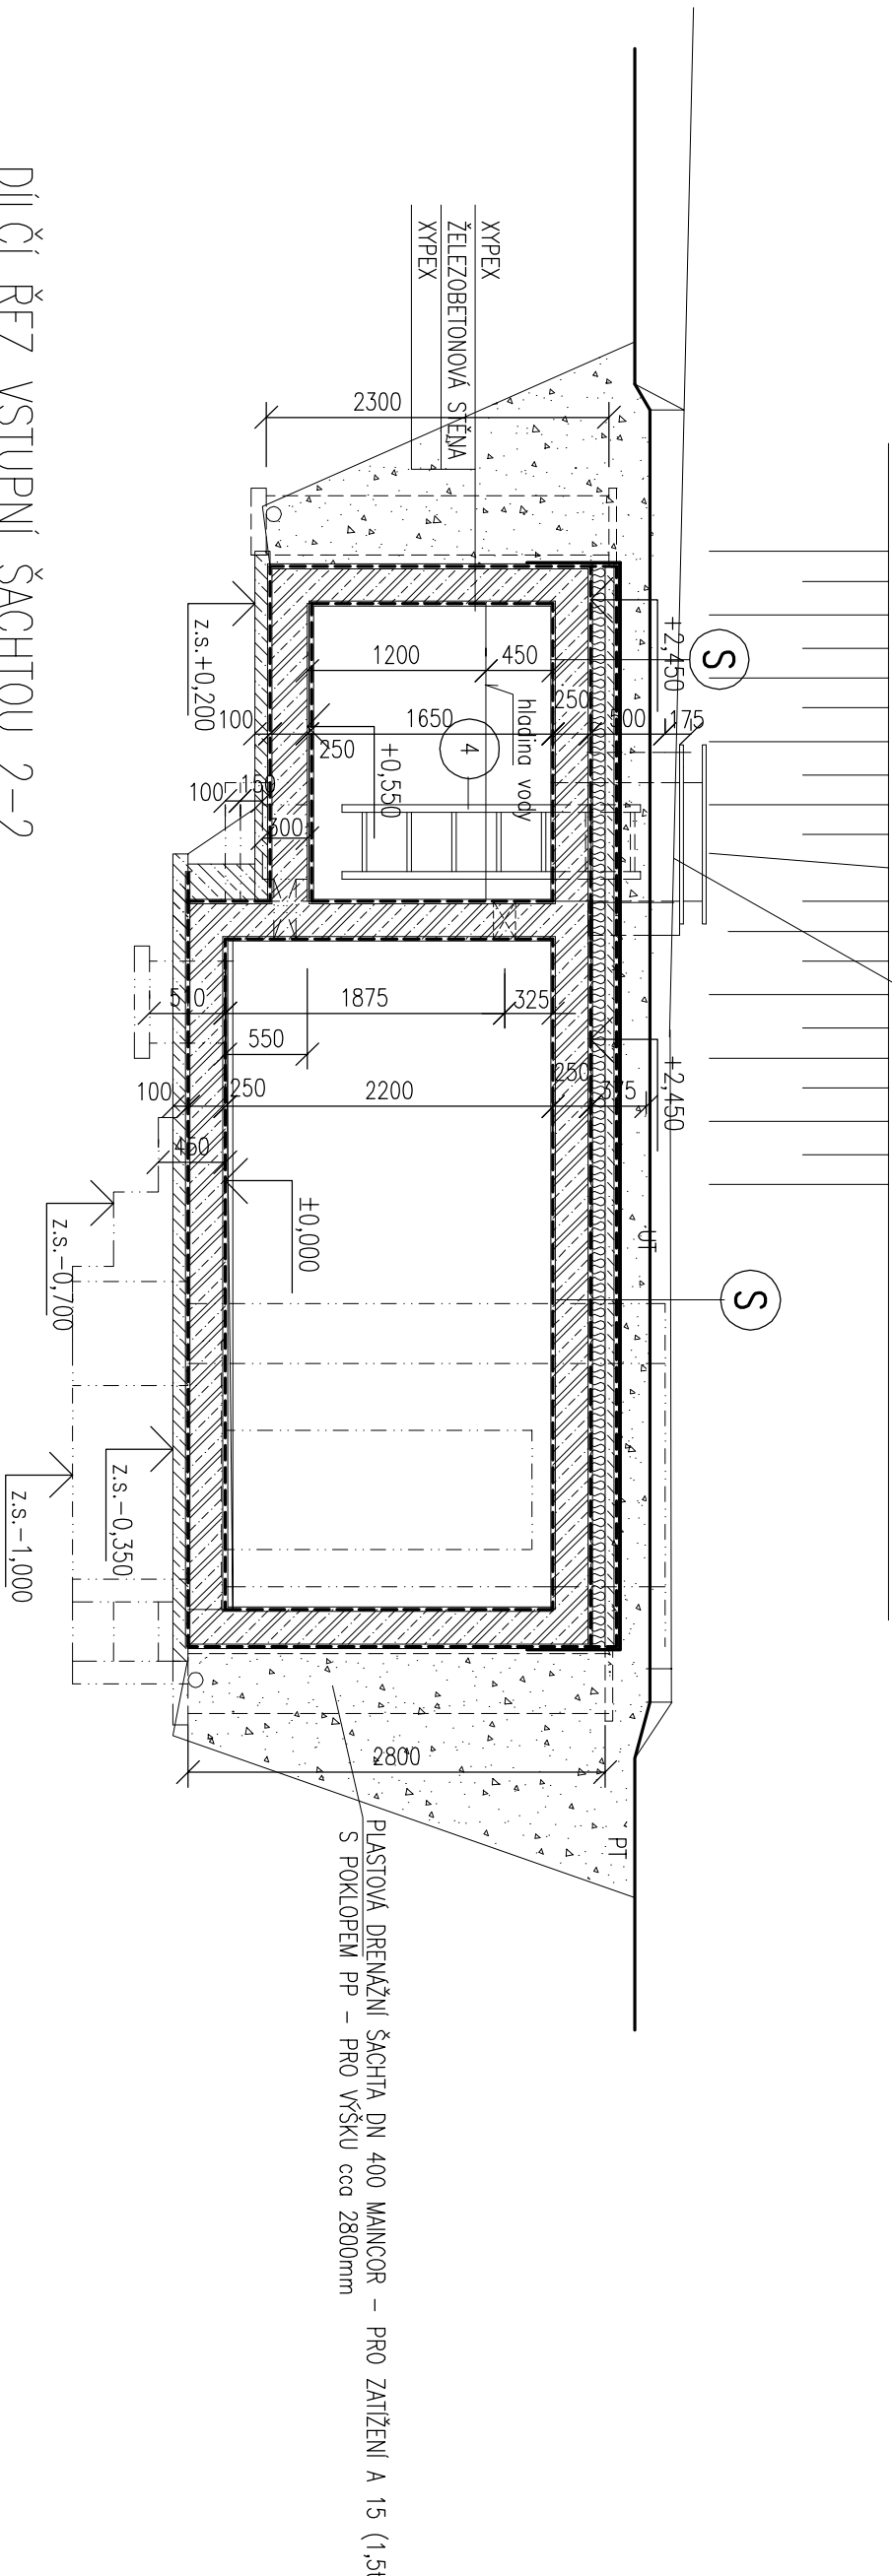 XYPEX
ŽELEZOBETONOVÁ STĚNA
XYPEX
2300
z.s.+0,200
+2,450
S
1200
450
250
hladina vody
500
175
100
1650
250
+0,550
4
100
150
300
510
1875
325
550
+2,450
100
250
2200
250
375
±0,000
UT
S
z.s.-0,700
z.s.-0,350
z.s.-1,000
2800
PT
PLASTOVÁ DRENÁŽNÍ ŠACHTA DN 400 MAINCOR - PRO ZATÍŽENÍ A 15 (1,5t
S POKLOPEM PP - PRO VÝŠKU cca 2800mm
DÍLČÍ ŘEZ VSTUPNÍ ŠACHTOU 2-2